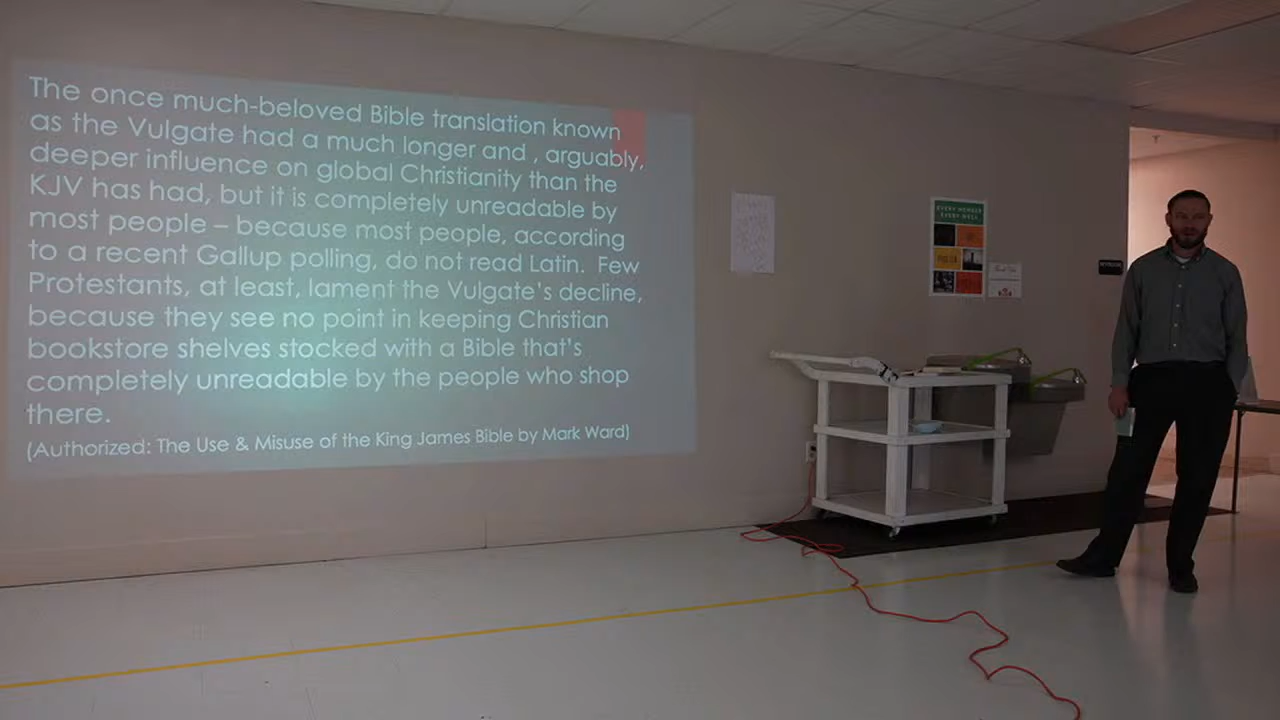 The once much-beloved Bible translation known
as the Vulgate had a much longer and , arguably,
deeper influence on global Christianity than the
KJV has had, but it is completely unreadable by
most people – because most people, according
to a recent Gallup polling, do not read Latin. Few
Protestants, at least, lament the Vulgate's decline,
because they see no point in keeping Christian
bookstore shelves stocked with a Bible that's
completely unreadable by the people who shop
there.
(Authorized: The Use & Misuse of the King James Bible by Mark Ward)
EVERY MEMBER
EVERY